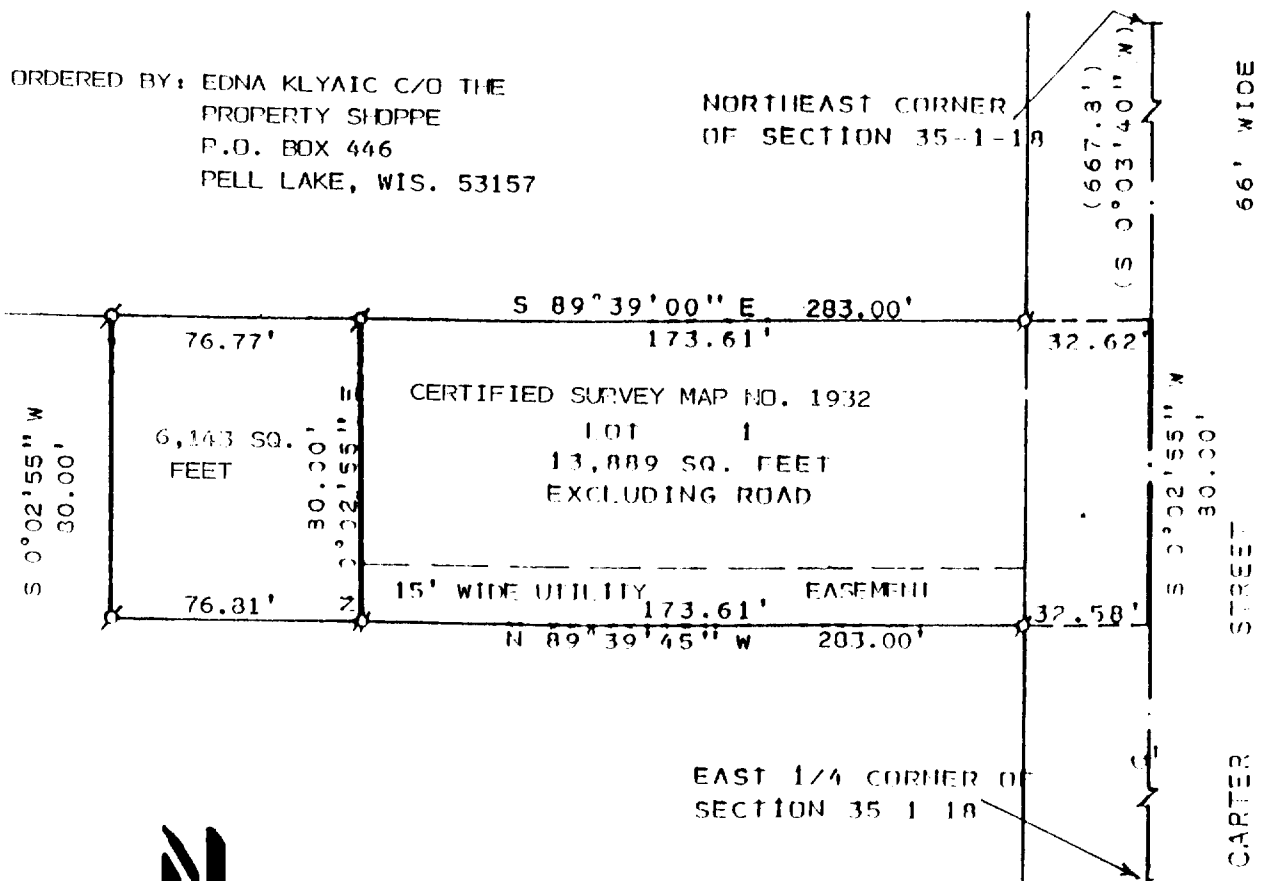 ORDERED BY: EDNA KLYAIC C/O THE
PROPERTY SHOPPE
P.O. BOX 446
PELL LAKE, WIS. 53157
NORTHEAST CORNER
OF SECTION 35-1-18
(667.3')
(S 0°03'40" W)
66' WIDE
S 89°39'00" E 283.00'
76.77'
173.61'
32.62'
CERTIFIED SURVEY MAP NO. 1932
LOT 1
13,889 SQ. FEET
EXCLUDING ROAD
6,143 SQ.
FEET
S 0°02'55" W
30.00'
30.00'
N 0°02'55" E
S 0°02'55" W
30.00'
15' WIDE UTILITY EASEMENT
76.81'
173.61'
32.58'
N 89°39'45" W 283.00'
EAST 1/4 CORNER OF
SECTION 35 1 18
CARTER STREET
N